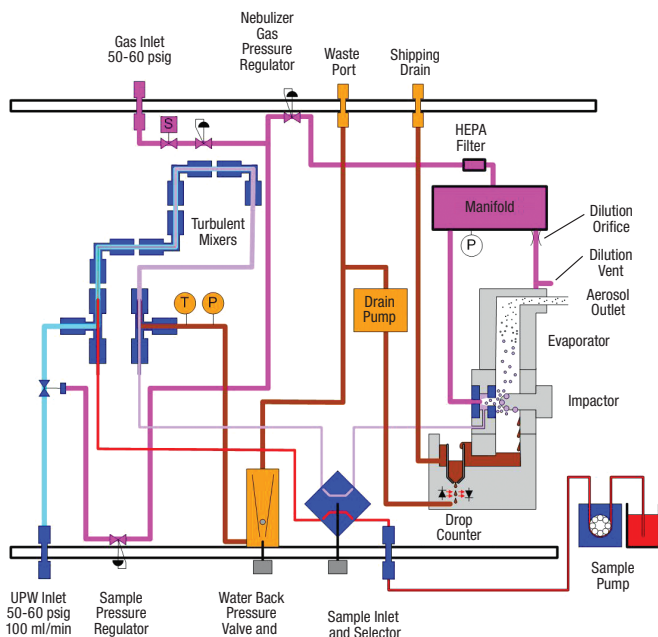 Nebulizer
Gas
Pressure
Regulator
Gas Inlet
50-60 psig
Waste
Port
Shipping
Drain
S
HEPA
Filter
Manifold
Turbulent
Mixers
P
Dilution
Orifice
Dilution
Vent
Aerosol
Outlet
T
P
Drain
Pump
Evaporator
Impactor
Drop
Counter
Sample
Pump
UPW Inlet
50-60 psig
100 ml/min
Sample
Pressure
Regulator
Water Back
Pressure
Valve and
Sample Inlet
and Selector